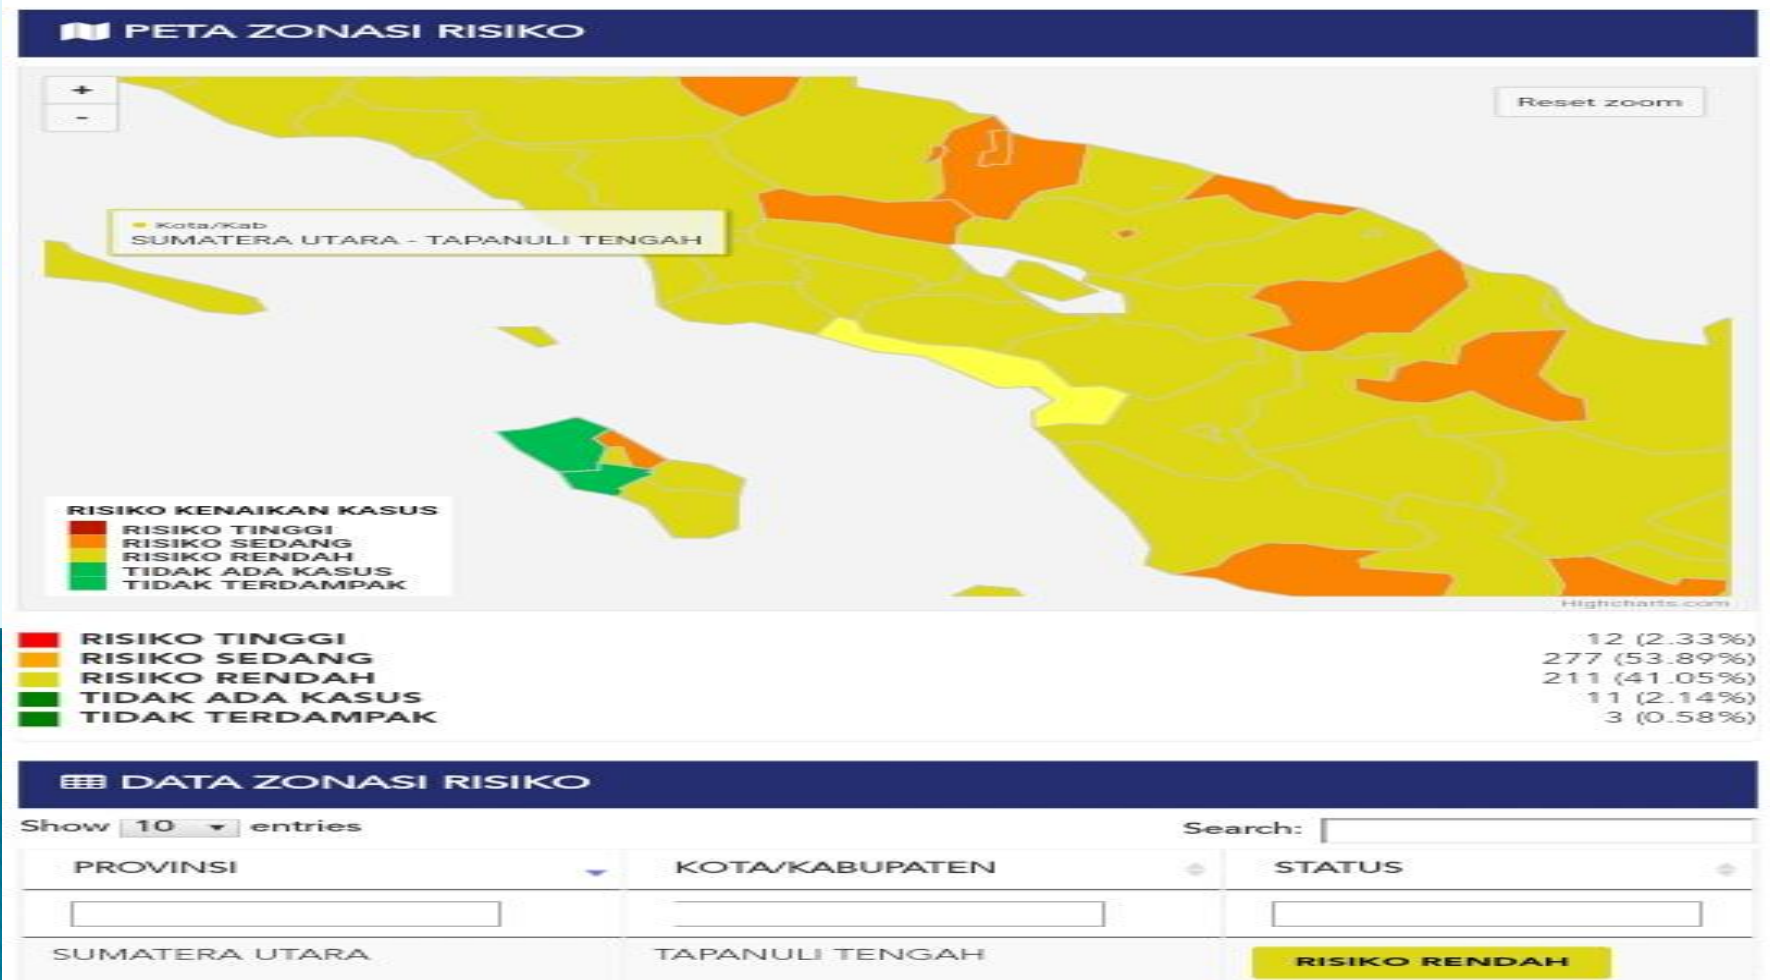 PETA ZONASI RISIKO
+
-
Reset zoom
Kota/Kab
SUMATERA UTARA - TAPANULI TENGAH
RISIKO KENAIKAN KASUS
RISIKO TINGGI
RISIKO SEDANG
RISIKO RENDAH
TIDAK ADA KASUS
TIDAK TERDAMPAK
Highcharts.com
RISIKO TINGGI 12 (2.33%)
RISIKO SEDANG 277 (53.89%)
RISIKO RENDAH 211 (41.05%)
TIDAK ADA KASUS 11 (2.14%)
TIDAK TERDAMPAK 3 (0.58%)
DATA ZONASI RISIKO
Show 10 entries Search:
PROVINSI KOTA/KABUPATEN STATUS
SUMATERA UTARA TAPANULI TENGAH RISIKO RENDAH